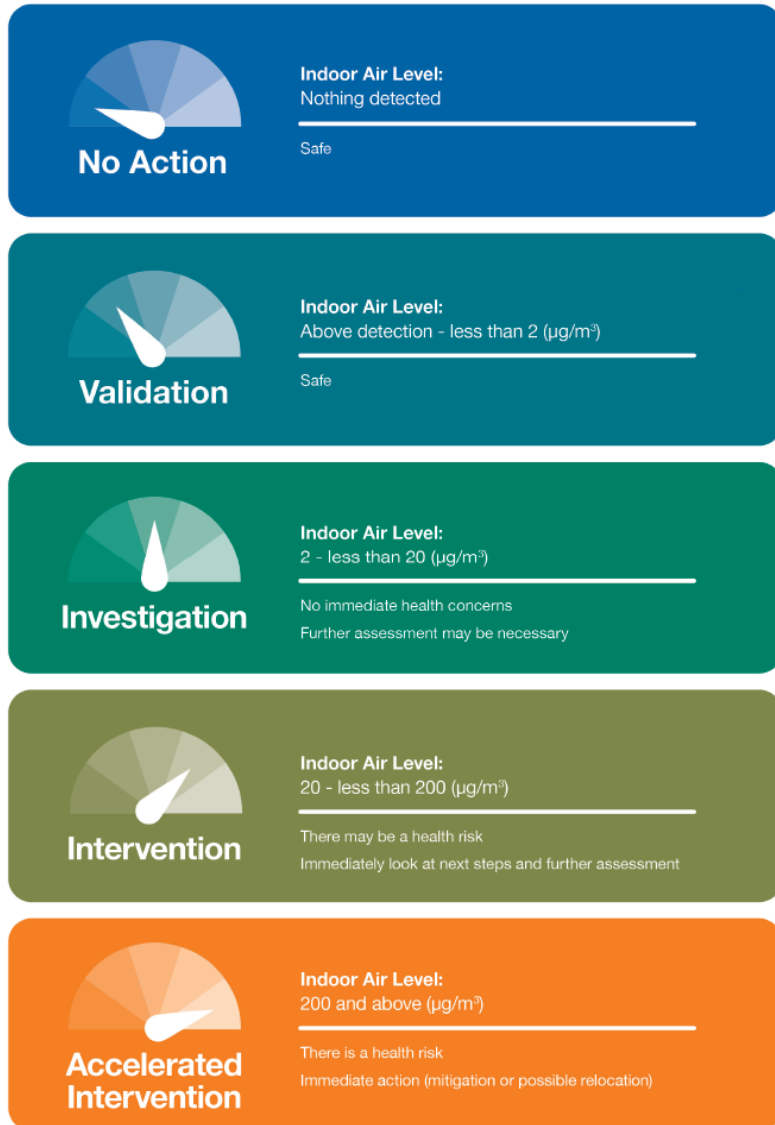 Indoor Air Level:
Nothing detected
Safe
No Action
Indoor Air Level:
Above detection - less than 2 (µg/m³)
Safe
Validation
Indoor Air Level:
2 - less than 20 (µg/m³)
No immediate health concerns
Further assessment may be necessary
Investigation
Indoor Air Level:
20 - less than 200 (µg/m³)
There may be a health risk
Immediately look at next steps and further assessment
Intervention
Indoor Air Level:
200 and above (µg/m³)
There is a health risk
Immediate action (mitigation or possible relocation)
Accelerated
Intervention